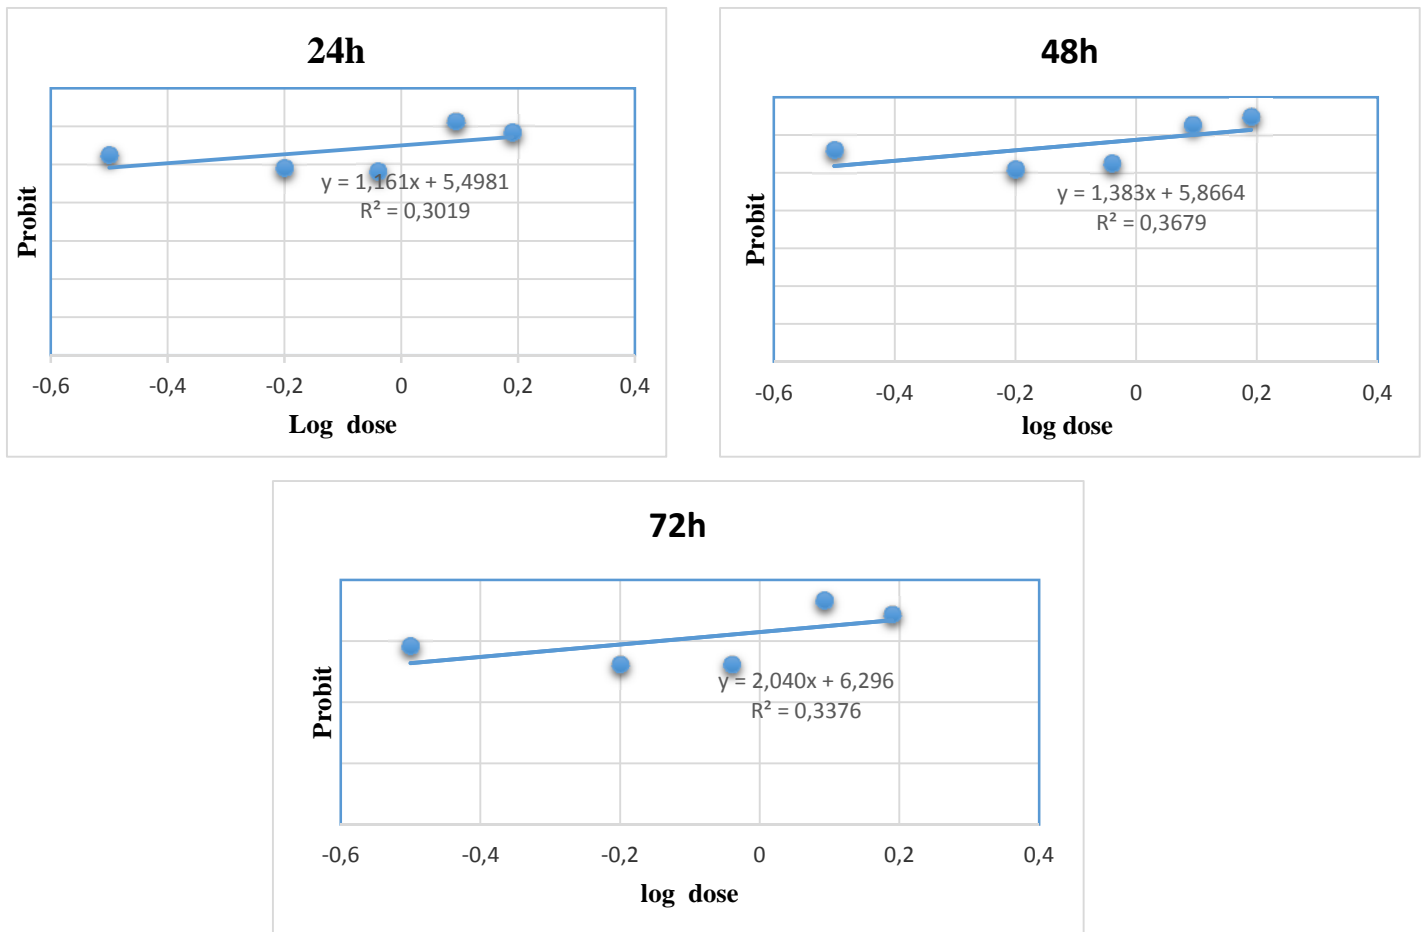 24h
Probit
y = 1,161x + 5,4981
R² = 0,3019
-0,6 -0,4 -0,2 0 0,2 0,4
Log dose
48h
Probit
y = 1,383x + 5,8664
R² = 0,3679
-0,6 -0,4 -0,2 0 0,2 0,4
log dose
72h
Probit
y = 2,040x + 6,296
R² = 0,3376
-0,6 -0,4 -0,2 0 0,2 0,4
log dose